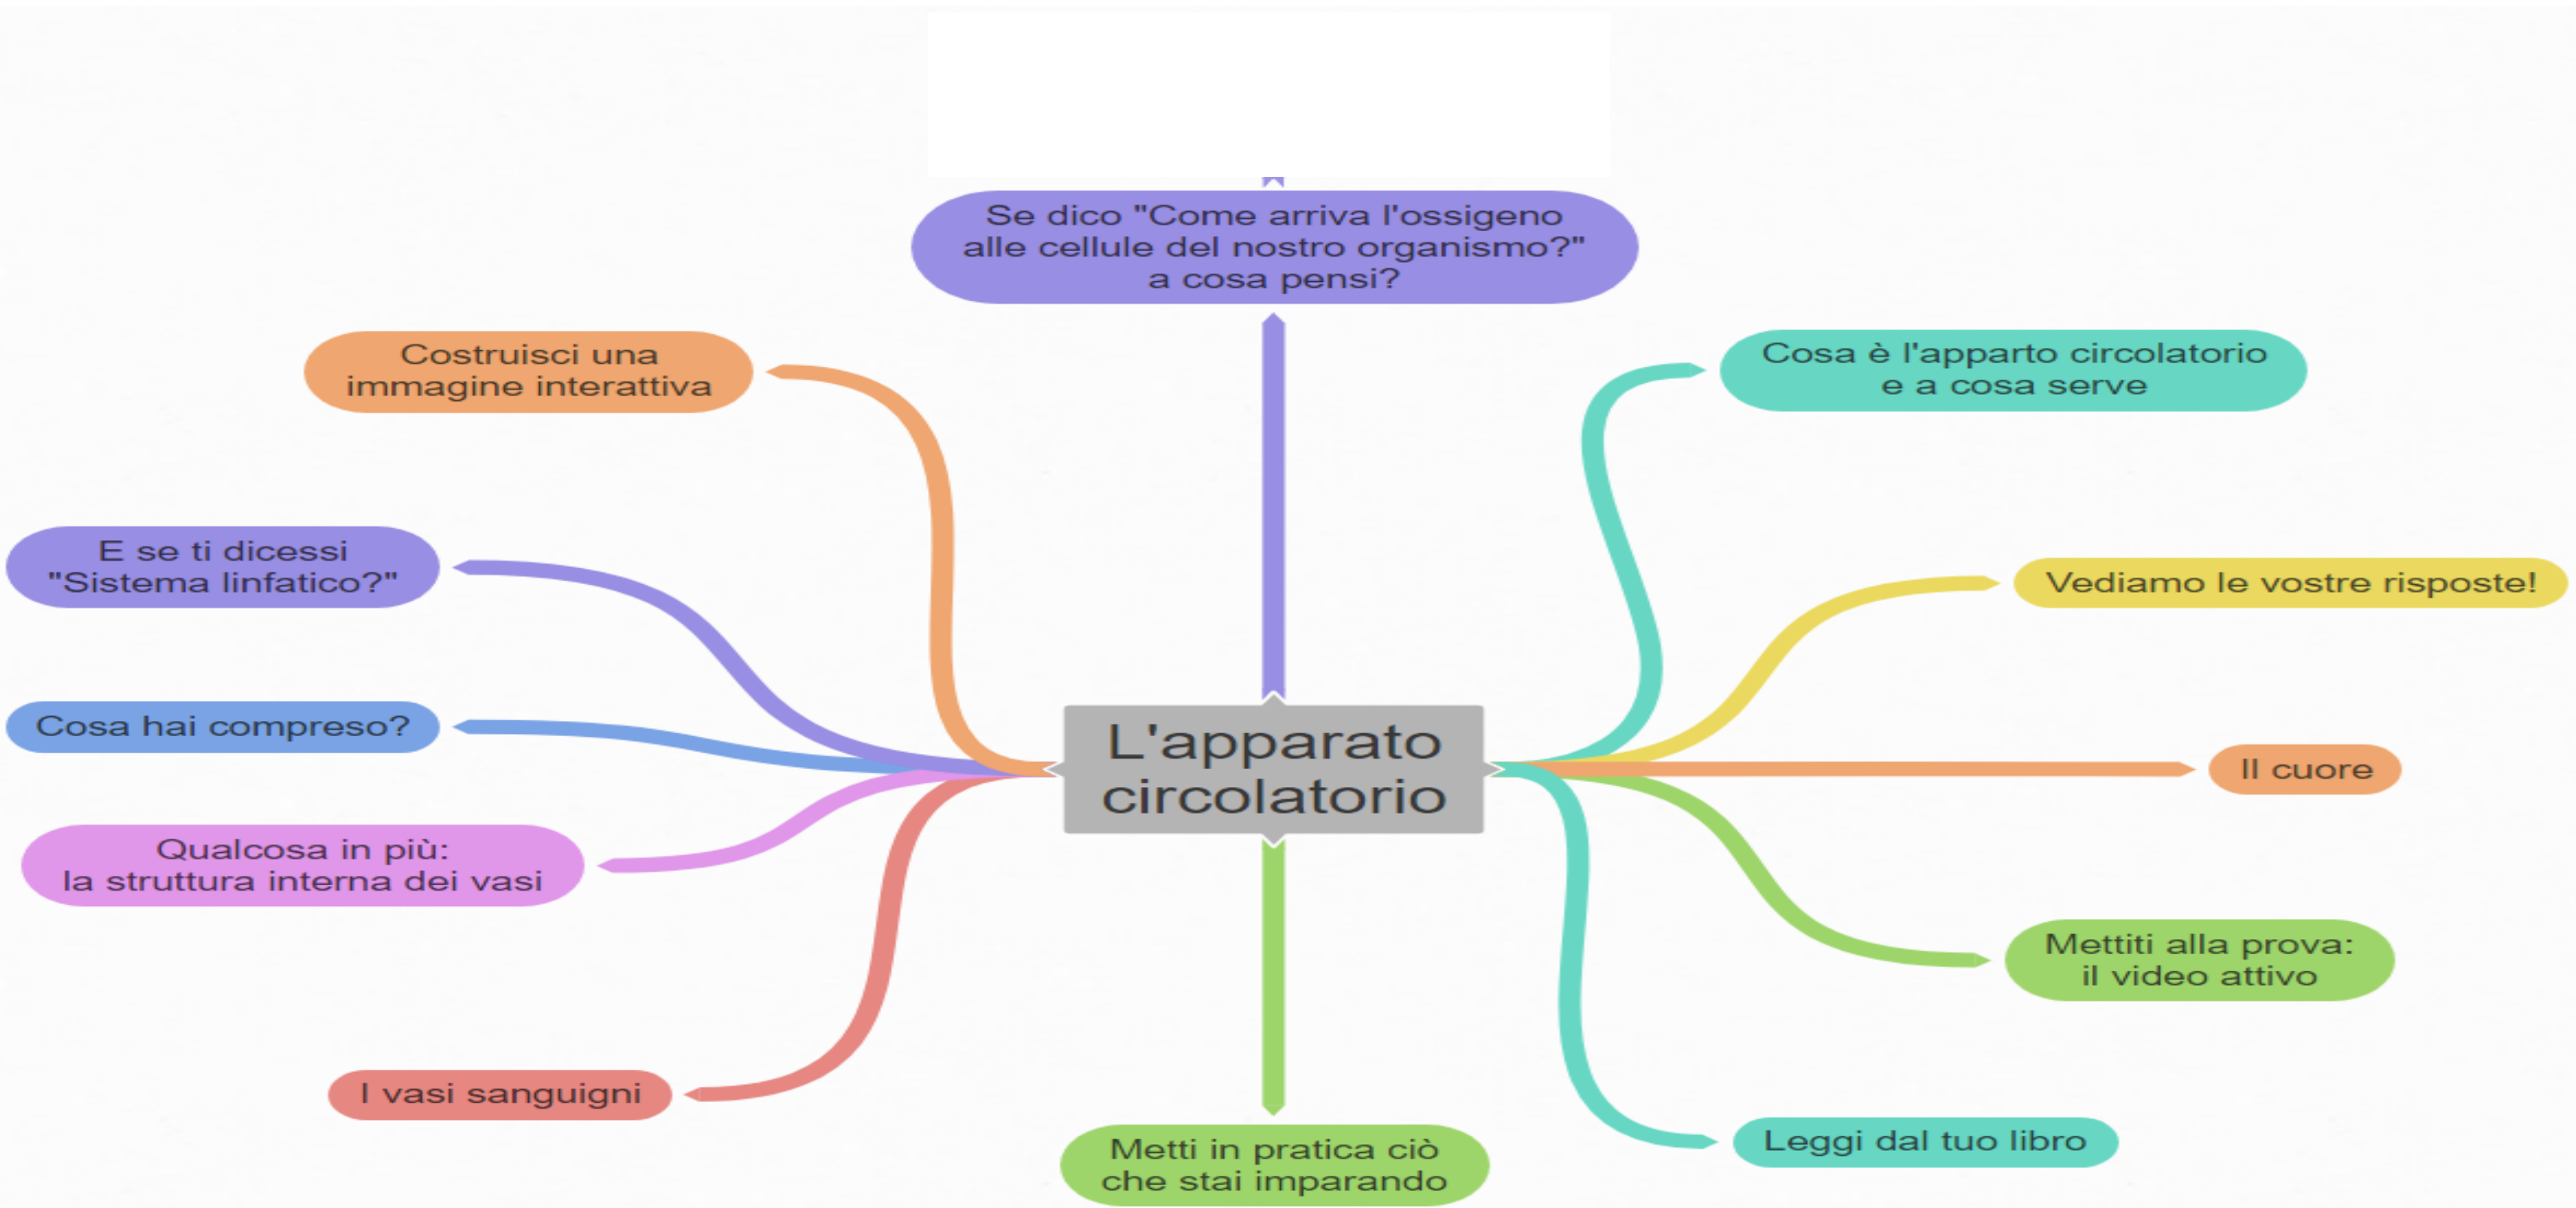 Se dico "Come arriva l'ossigeno
alle cellule del nostro organismo?"
a cosa pensi?
Costruisci una
immagine interattiva
Cosa è l'apparto circolatorio
e a cosa serve
E se ti dicessi
"Sistema linfatico?"
Vediamo le vostre risposte!
Cosa hai compreso?
L'apparato
circolatorio
Il cuore
Qualcosa in più:
la struttura interna dei vasi
Mettiti alla prova:
il video attivo
I vasi sanguigni
Metti in pratica ciò
che stai imparando
Leggi dal tuo libro